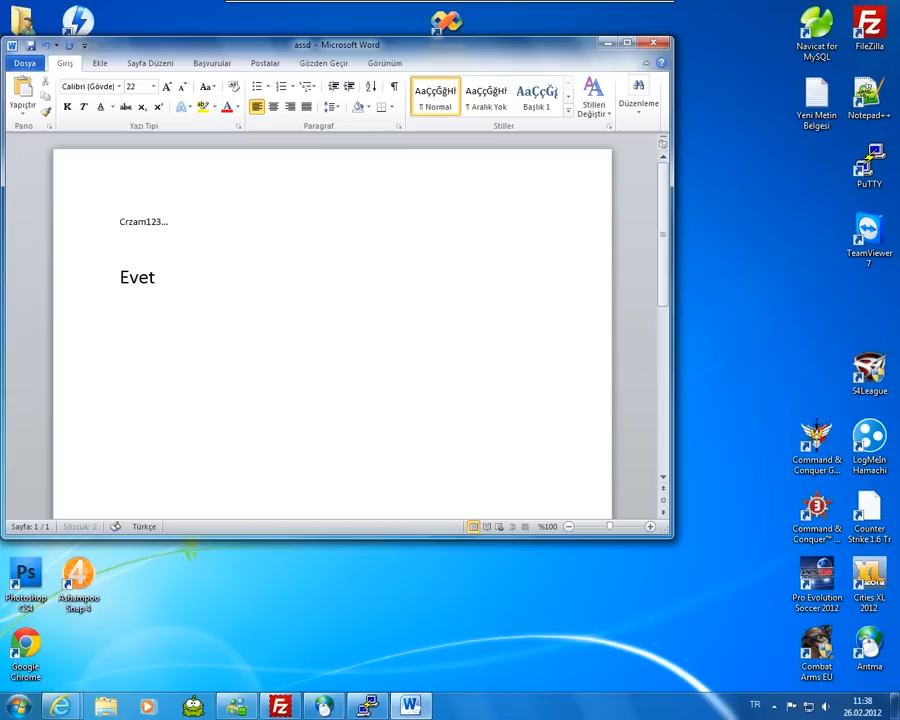 assd - Microsoft Word
Dosya Giriş Ekle Sayfa Düzeni Başvurular Postalar Gözden Geçir Görünüm
Calibri (Gövde) 22
Yapıştır
AaÇçĞğHł AaÇçĞğHł AaÇçĞğ
¶ Normal ¶ Aralık Yok Başlık 1
Stilleri
Değiştir
Düzenleme
Pano Yazı Tipi Paragraf Stiller
Crzam123...
Evet
Sayfa: 1 / 1 Sözcük: 2 Türkçe %100
Navicat for
MySQL
FileZilla
Yeni Metin
Belgesi
Notepad++
PuTTY
TeamViewer
7
S4League
Command &
Conquer G...
LogMeIn
Hamachi
Command &
Conquer™ ...
Counter
Strike 1.6 Tr
Pro Evolution
Soccer 2012
Cities XL
2012
Combat
Arms EU
Arıtma
Photoshop
CS4
Ashampoo
Snap 4
Google
Chrome
TR
11:38
26.02.2012